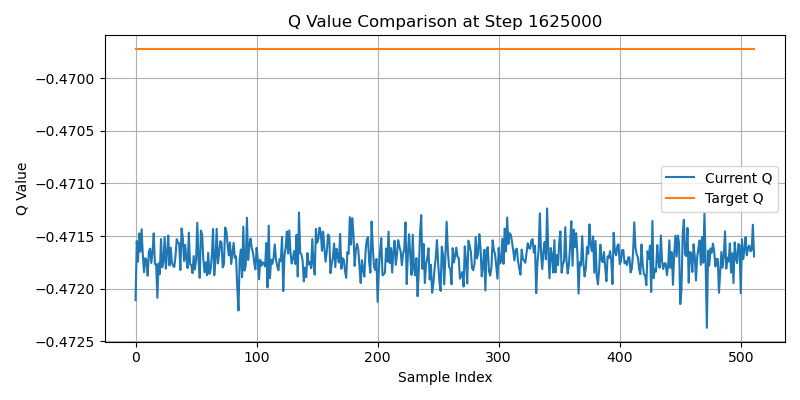 Q Value Comparison at Step 1625000
−0.4700
−0.4705
−0.4710
−0.4715
−0.4720
−0.4725
Q Value
Current Q
Target Q
0
100
200
300
400
500
Sample Index